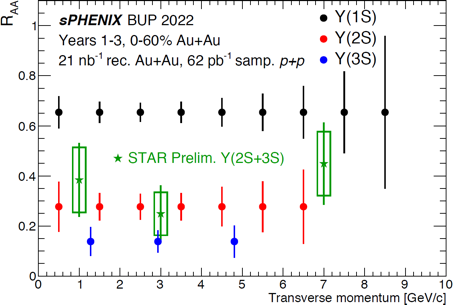 R_AA
sPHENIX BUP 2022
Years 1-3, 0-60% Au+Au
21 nb⁻¹ rec. Au+Au, 62 pb⁻¹ samp. p+p
Y(1S)
Y(2S)
Y(3S)
STAR Prelim. Y(2S+3S)
1
0.8
0.6
0.4
0.2
0
0 1 2 3 4 5 6 7 8 9 10
Transverse momentum [GeV/c]